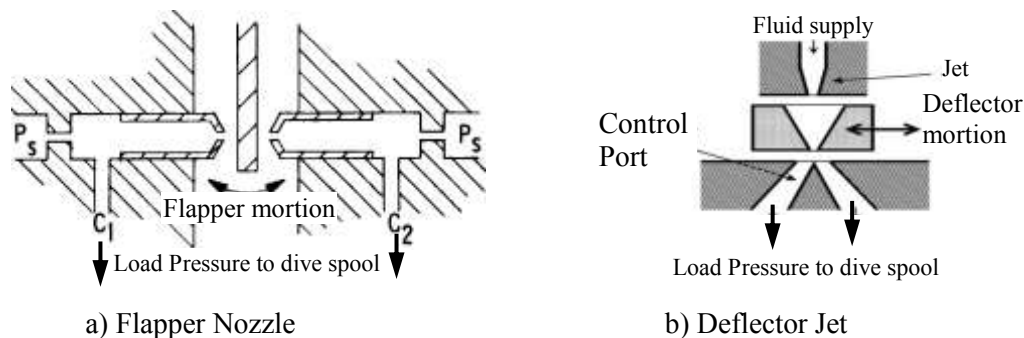 P_s
P_s
Flapper mortion
C_1
C_2
Load Pressure to dive spool
a) Flapper Nozzle
Fluid supply
Jet
Deflector
mortion
Control
Port
Load Pressure to dive spool
b) Deflector Jet